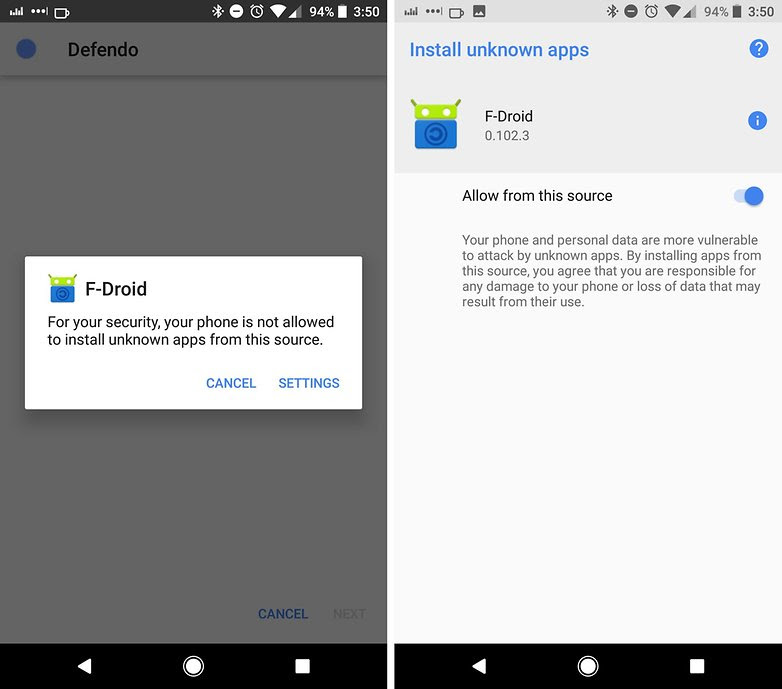 94% 3:50
Defendo
F-Droid
For your security, your phone is not allowed
to install unknown apps from this source.
CANCEL SETTINGS
CANCEL NEXT
94% 3:50
Install unknown apps
?
F-Droid
0.102.3
i
Allow from this source
Your phone and personal data are more vulnerable
to attack by unknown apps. By installing apps from
this source, you agree that you are responsible for
any damage to your phone or loss of data that may
result from their use.